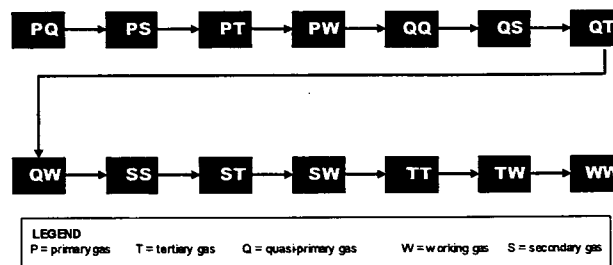 PQ PS PT PW QQ QS QT
QW SS ST SW TT TW WW
LEGEND
P = primary gas T = tertiary gas Q = quasi-primary gas W = working gas S = secondary gas